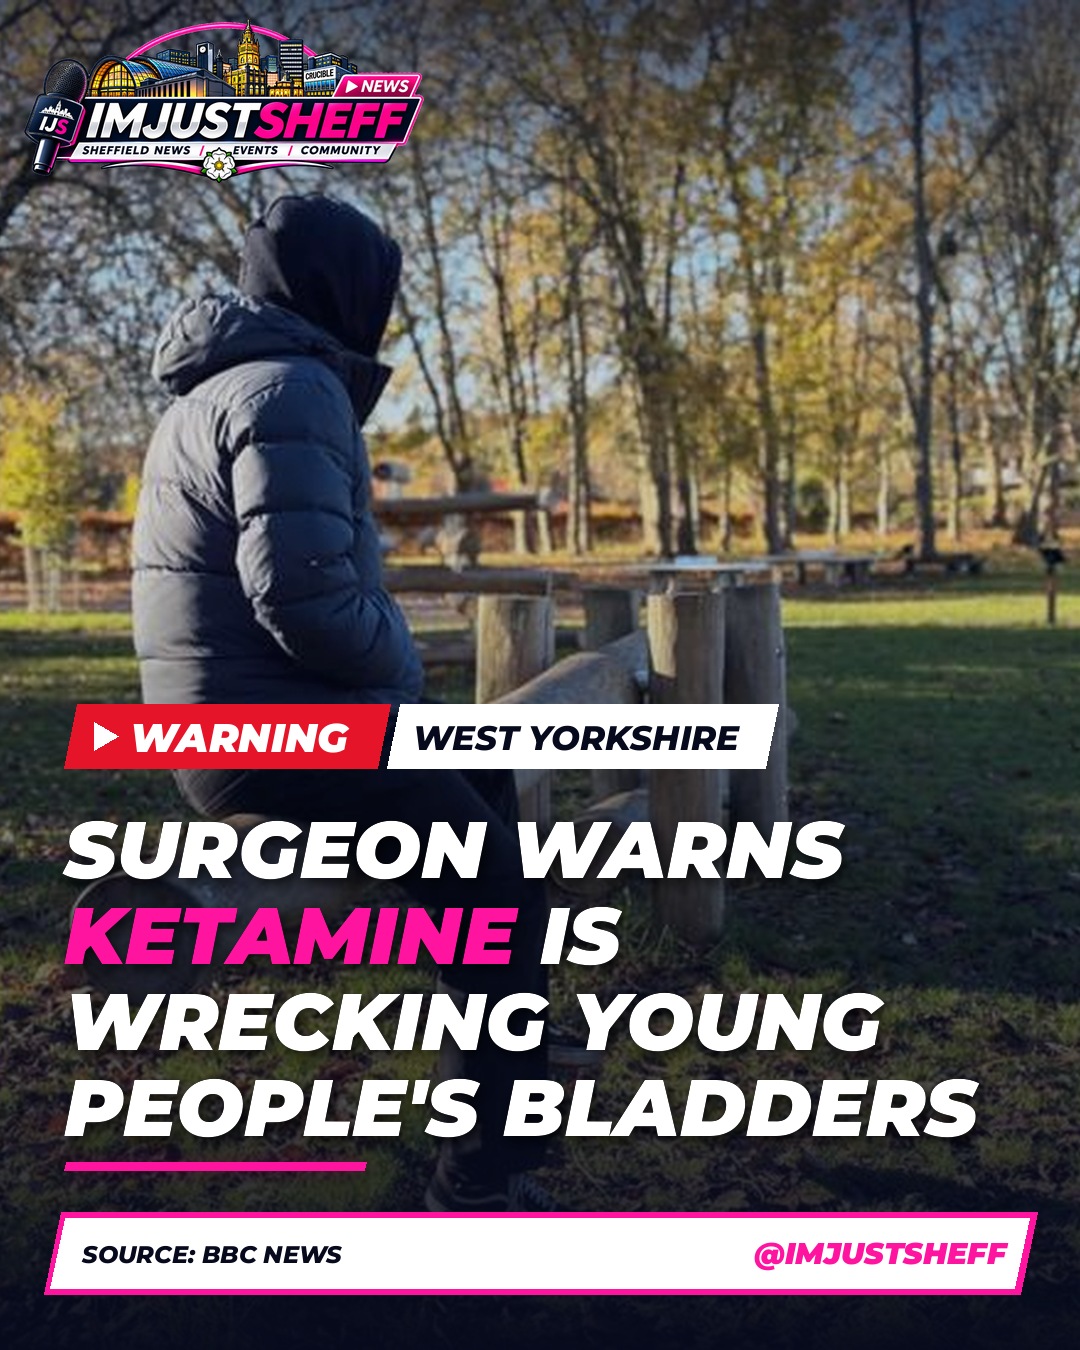 CRUCIBLE
NEWS
IJS
IMJUSTSHEFF
SHEFFIELD NEWS / EVENTS / COMMUNITY
WARNING
WEST YORKSHIRE
SURGEON WARNS
KETAMINE IS
WRECKING YOUNG
PEOPLE'S BLADDERS
SOURCE: BBC NEWS
@IMJUSTSHEFF